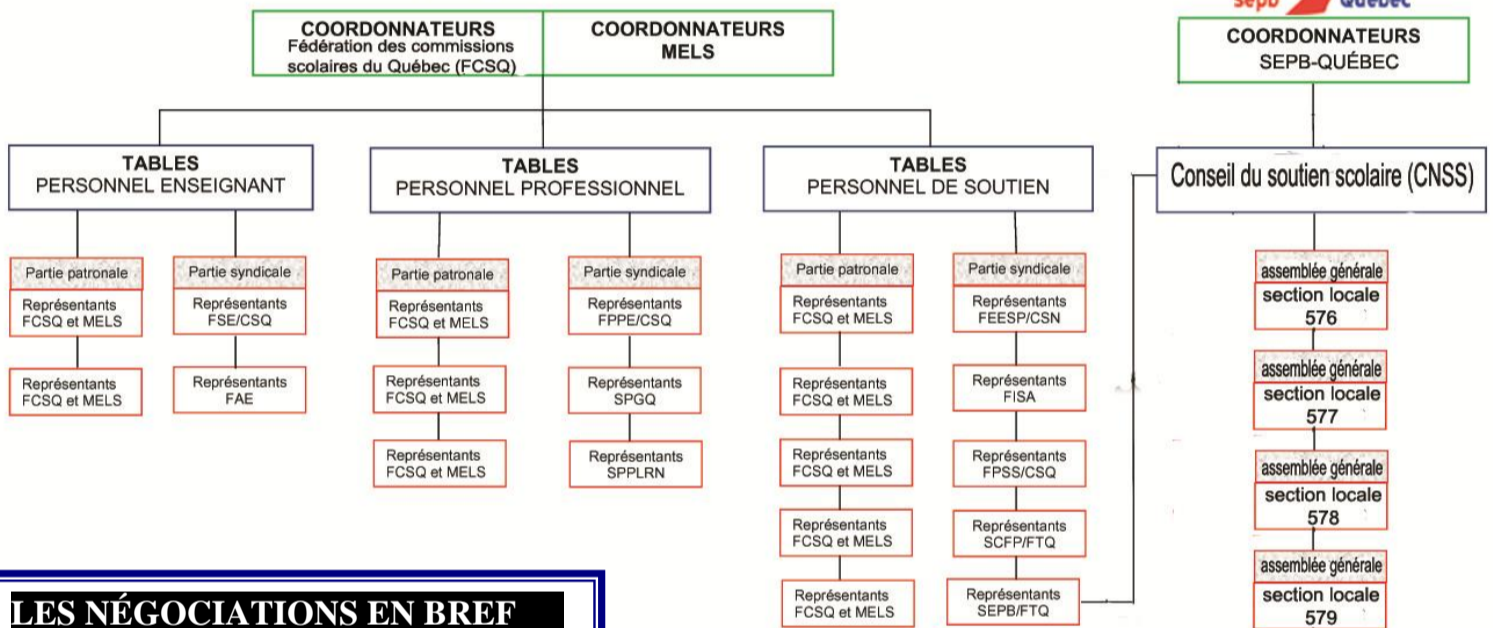 sepb Québec
COORDONNATEURS
Fédération des commissions
scolaires du Québec (FCSQ)
COORDONNATEURS
MELS
COORDONNATEURS
SEPB-QUÉBEC
TABLES
PERSONNEL ENSEIGNANT
TABLES
PERSONNEL PROFESSIONNEL
TABLES
PERSONNEL DE SOUTIEN
Conseil du soutien scolaire (CNSS)
Partie patronale
Représentants
FCSQ et MELS
Représentants
FCSQ et MELS
Partie syndicale
Représentants
FSE/CSQ
Représentants
FAE
Partie patronale
Représentants
FCSQ et MELS
Représentants
FCSQ et MELS
Représentants
FCSQ et MELS
Partie syndicale
Représentants
FPPE/CSQ
Représentants
SPGQ
Représentants
SPPLRN
Partie patronale
Représentants
FCSQ et MELS
Représentants
FCSQ et MELS
Représentants
FCSQ et MELS
Représentants
FCSQ et MELS
Représentants
FCSQ et MELS
Partie syndicale
Représentants
FEESP/CSN
Représentants
FISA
Représentants
FPSS/CSQ
Représentants
SCFP/FTQ
Représentants
SEPB/FTQ
assemblée générale
section locale
576
assemblée générale
section locale
577
assemblée générale
section locale
578
assemblée générale
section locale
579
LES NÉGOCIATIONS EN BREF